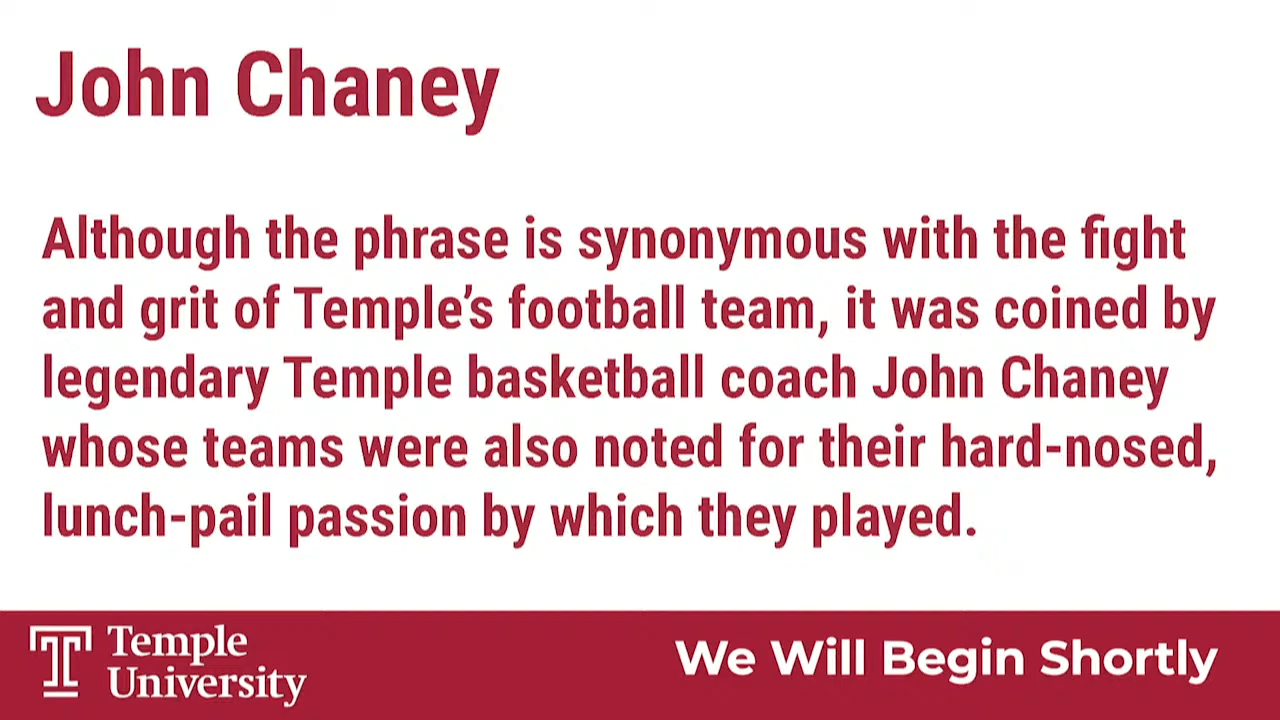 John Chaney
Although the phrase is synonymous with the fight
and grit of Temple’s football team, it was coined by
legendary Temple basketball coach John Chaney
whose teams were also noted for their hard-nosed,
lunch-pail passion by which they played.
T Temple
University
We Will Begin Shortly